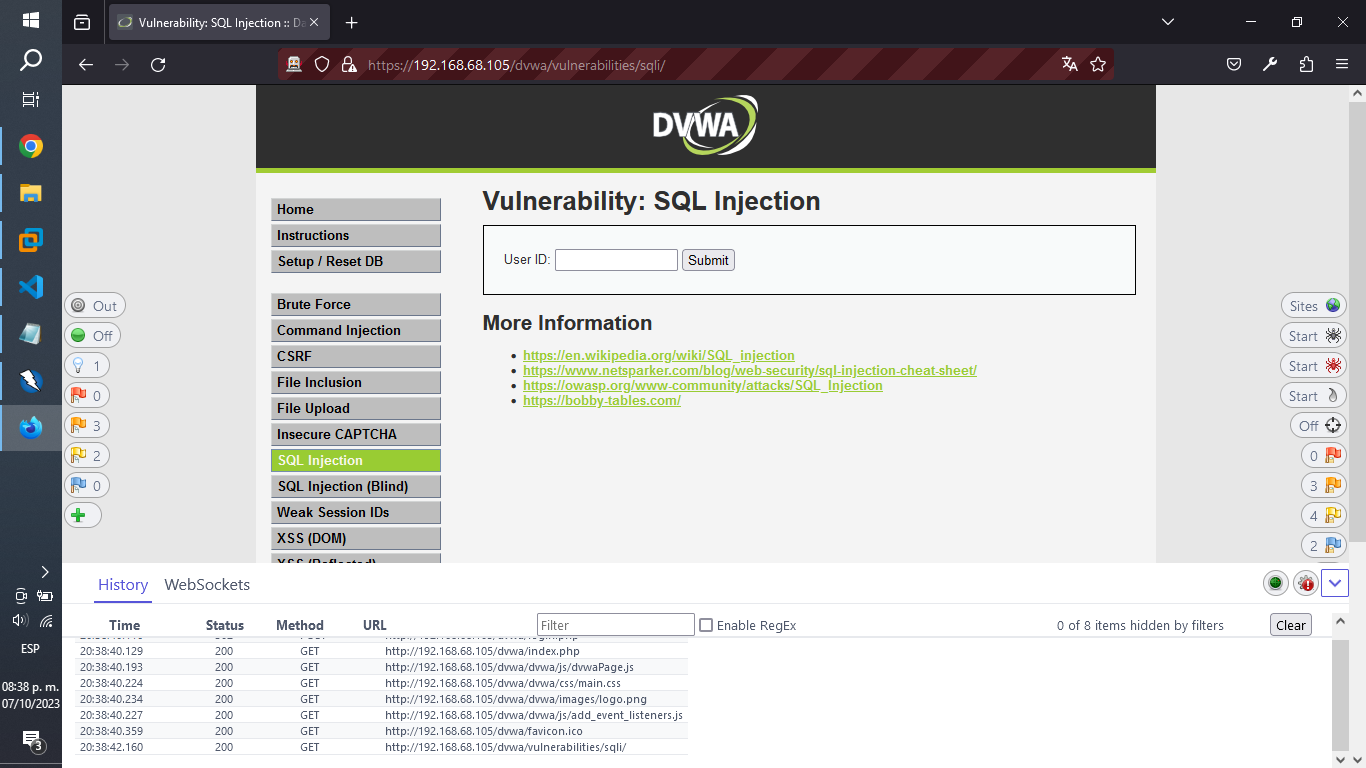 Vulnerability: SQL Injection :: Da
https://192.168.68.105/dvwa/vulnerabilities/sqli/
DVWA
Home
Instructions
Setup / Reset DB
Brute Force
Command Injection
CSRF
File Inclusion
File Upload
Insecure CAPTCHA
SQL Injection
SQL Injection (Blind)
Weak Session IDs
XSS (DOM)
XSS (Reflected)
Vulnerability: SQL Injection
User ID: Submit
More Information
https://en.wikipedia.org/wiki/SQL_injection
https://www.netsparker.com/blog/web-security/sql-injection-cheat-sheet/
https://owasp.org/www-community/attacks/SQL_Injection
https://bobby-tables.com/
Out
Off
1
0
3
2
0
Sites
Start
Start
Start
Off
0
3
4
2
History WebSockets
Time Status Method URL Filter Enable RegEx 0 of 8 items hidden by filters Clear
20:38:40.129 200 GET http://192.168.68.105/dvwa/index.php
20:38:40.193 200 GET http://192.168.68.105/dvwa/dvwa/js/dvwaPage.js
20:38:40.224 200 GET http://192.168.68.105/dvwa/dvwa/css/main.css
20:38:40.234 200 GET http://192.168.68.105/dvwa/dvwa/images/logo.png
20:38:40.227 200 GET http://192.168.68.105/dvwa/dvwa/js/add_event_listeners.js
20:38:40.359 200 GET http://192.168.68.105/dvwa/favicon.ico
20:38:42.160 200 GET http://192.168.68.105/dvwa/vulnerabilities/sqli/
ESP
08:38 p. m.
07/10/2023
3